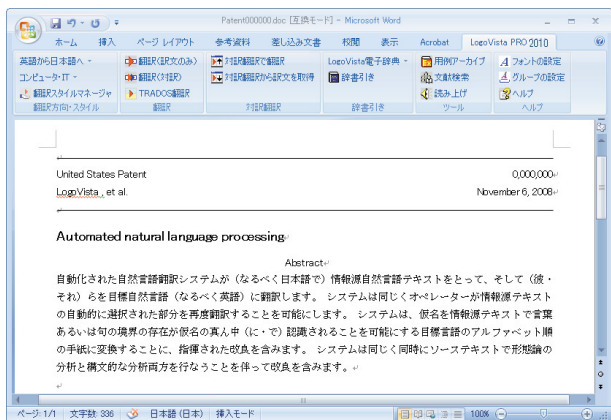 Patent000000.doc [互換モード] - Microsoft Word
ホーム 挿入 ページ レイアウト 参考資料 差し込み文書 校閲 表示 Acrobat LogoVista PRO 2010
英語から日本語へ 翻訳(訳文のみ) 対訳翻訳で翻訳 LogoVista電子辞典 用例アーカイブ フォントの設定
コンピュータ・IT 翻訳(対訳) 対訳翻訳から訳文を取得 辞書引き 文献検索 グループの設定
翻訳スタイルマネージャ TRADOS翻訳 読み上げ ヘルプ
翻訳方向・スタイル 翻訳 対訳翻訳 辞書引き ツール ヘルプ
United States Patent 0,000,000
LogoVista , et al. November 6, 2008
Automated natural language processing
Abstract
自動化された自然言語翻訳システムが（なるべく日本語で）情報源自然言語テキストをとって、そして（彼・
それ）らを目標自然言語（なるべく英語）に翻訳します。 システムは同じくオペレーターが情報源テキスト
の自動的に選択された部分を再度翻訳することを可能にします。 システムは、仮名を情報源テキストで言葉
あるいは句の境界の存在が仮名の真ん中（に・で）認識されることを可能にする目標言語のアルファベット順
の手紙に変換することに、指揮された改良を含みます。 システムは同じく同時にソーステキストで形態論の
分析と構文的な分析両方を行なうことを伴って改良を含みます。
ページ: 1/1 文字数: 336 日本語 (日本) 挿入モード 100%